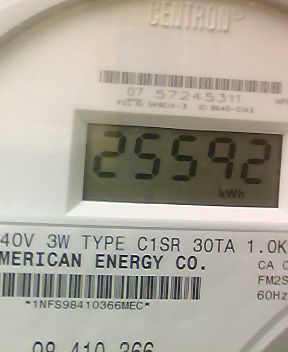 CENTRON
07 57245311
25592
kWh
40V 3W TYPE C1SR 30TA 1.0K
MERICAN ENERGY CO.
CA
FM2S
60Hz
*1NFS98410366MEC*
98 410 366